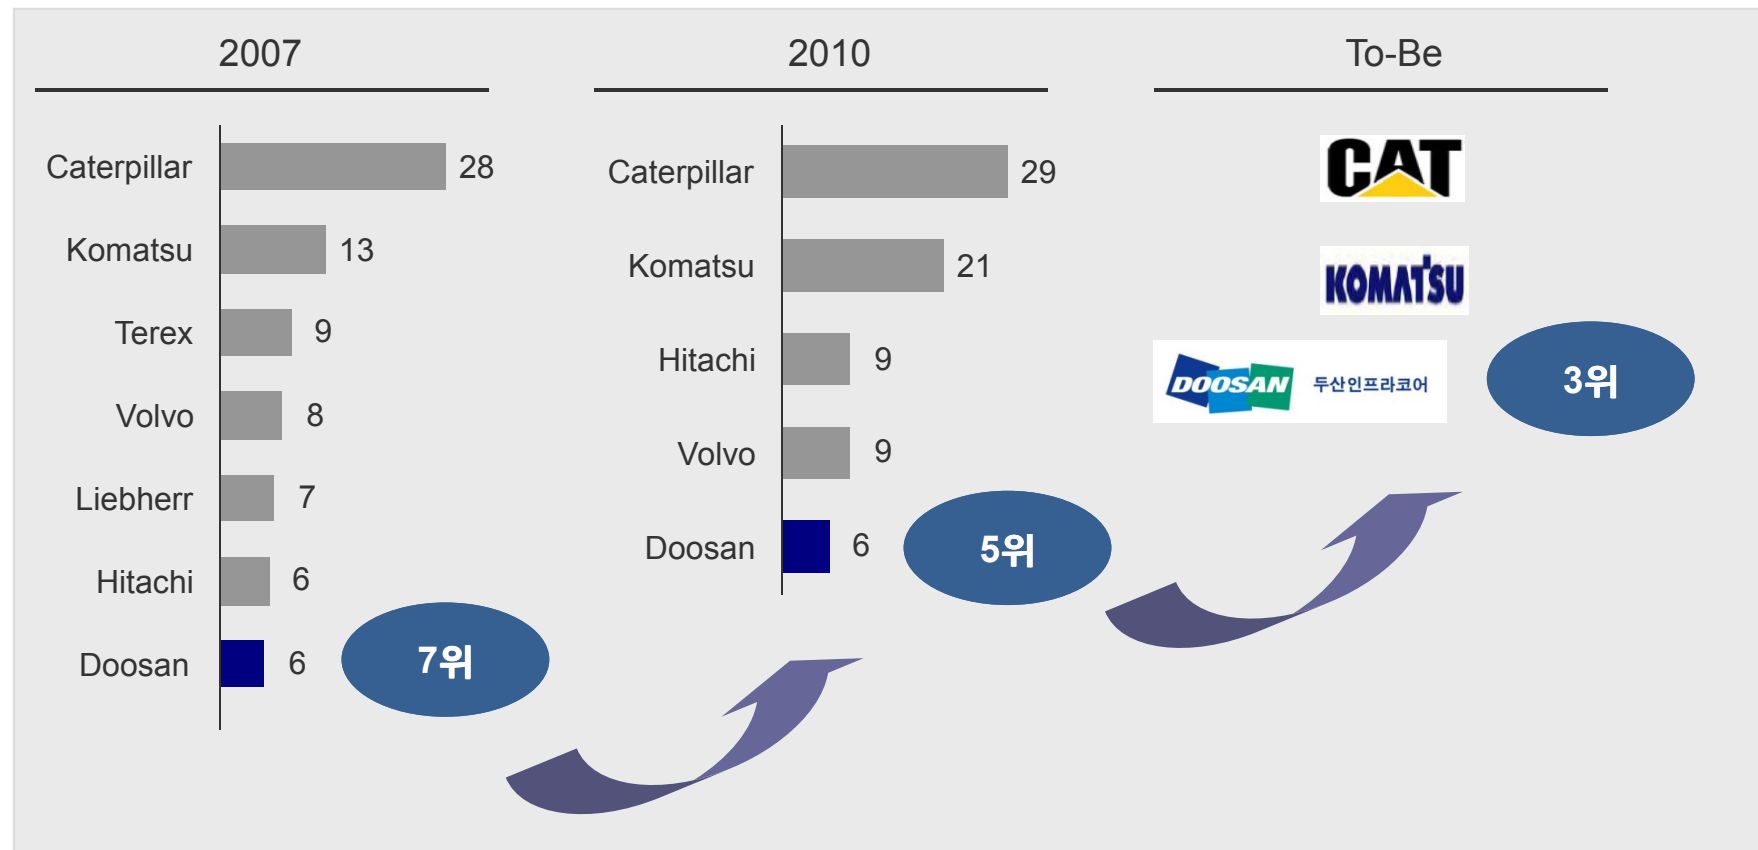 2007
Caterpillar 28
Komatsu 13
Terex 9
Volvo 8
Liebherr 7
Hitachi 6
Doosan 6
7위
2010
Caterpillar 29
Komatsu 21
Hitachi 9
Volvo 9
Doosan 6
5위
To-Be
CAT
KOMATSU
DOOSAN 두산인프라코어
3위